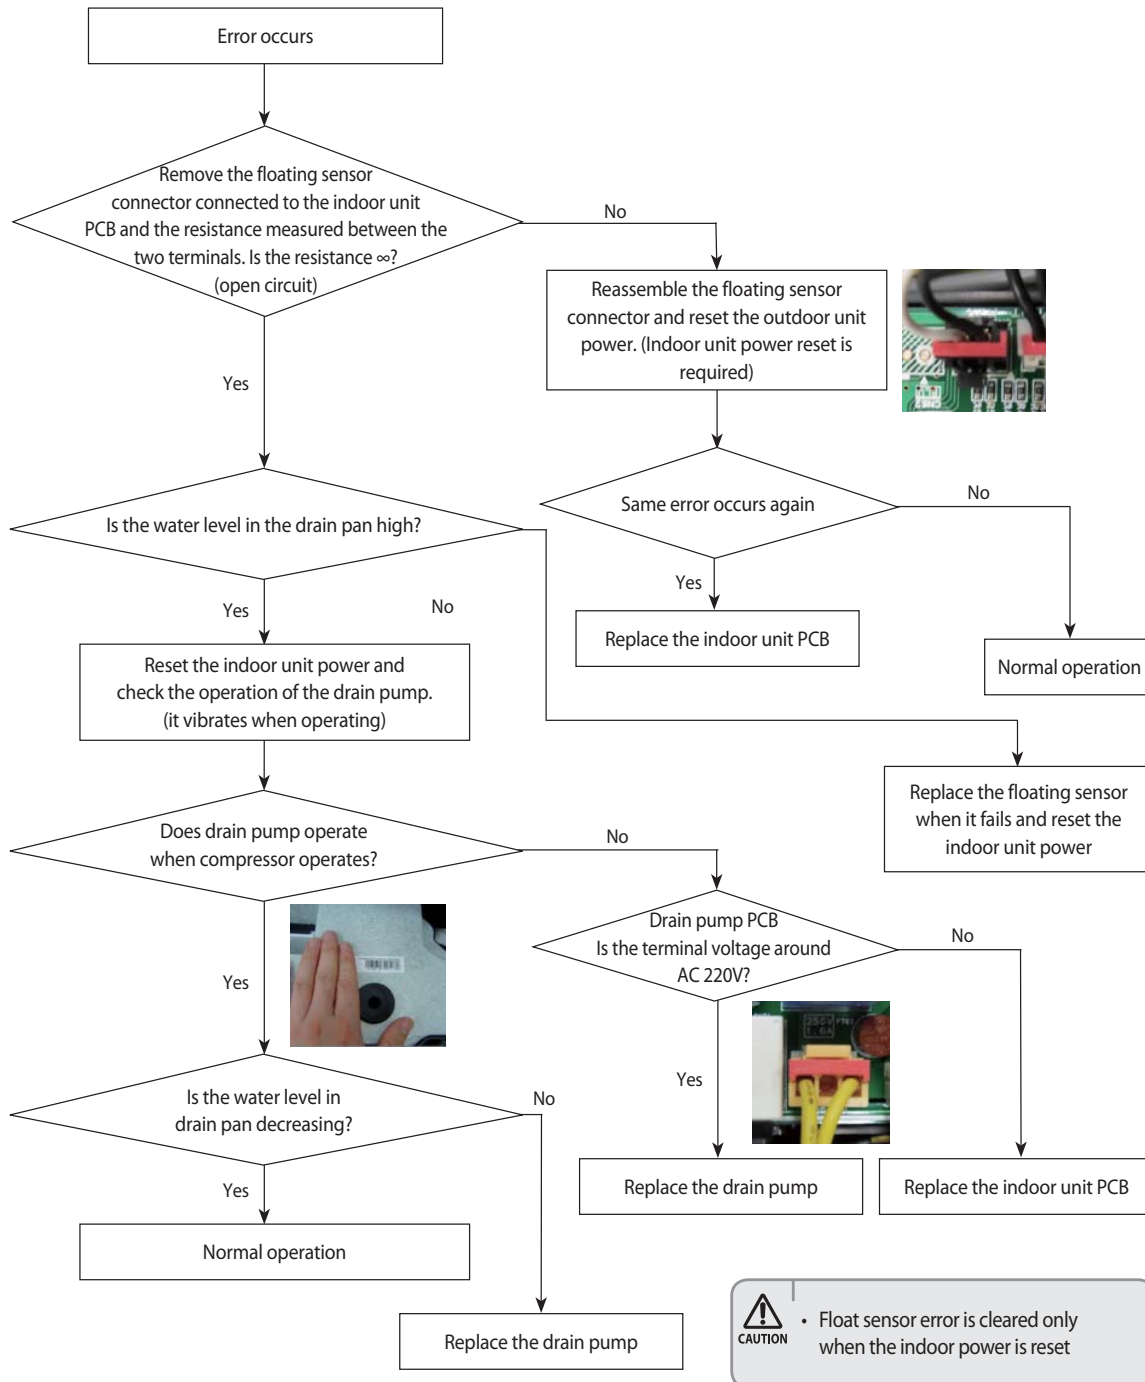 Error occurs
Remove the floating sensor
connector connected to the indoor unit
PCB and the resistance measured between the
two terminals. Is the resistance ∞?
(open circuit)
No
Reassemble the floating sensor
connector and reset the outdoor unit
power. (Indoor unit power reset is
required)
Yes
Same error occurs again
No
Is the water level in the drain pan high?
Yes
Yes
No
Replace the indoor unit PCB
Normal operation
Reset the indoor unit power and
check the operation of the drain pump.
(it vibrates when operating)
Replace the floating sensor
when it fails and reset the
indoor unit power
Does drain pump operate
when compressor operates?
No
Drain pump PCB
Is the terminal voltage around
AC 220V?
No
Yes
250V
1.6A
Yes
Is the water level in
drain pan decreasing?
No
Replace the drain pump
Replace the indoor unit PCB
Yes
Normal operation
Replace the drain pump
CAUTION
• Float sensor error is cleared only
when the indoor power is reset